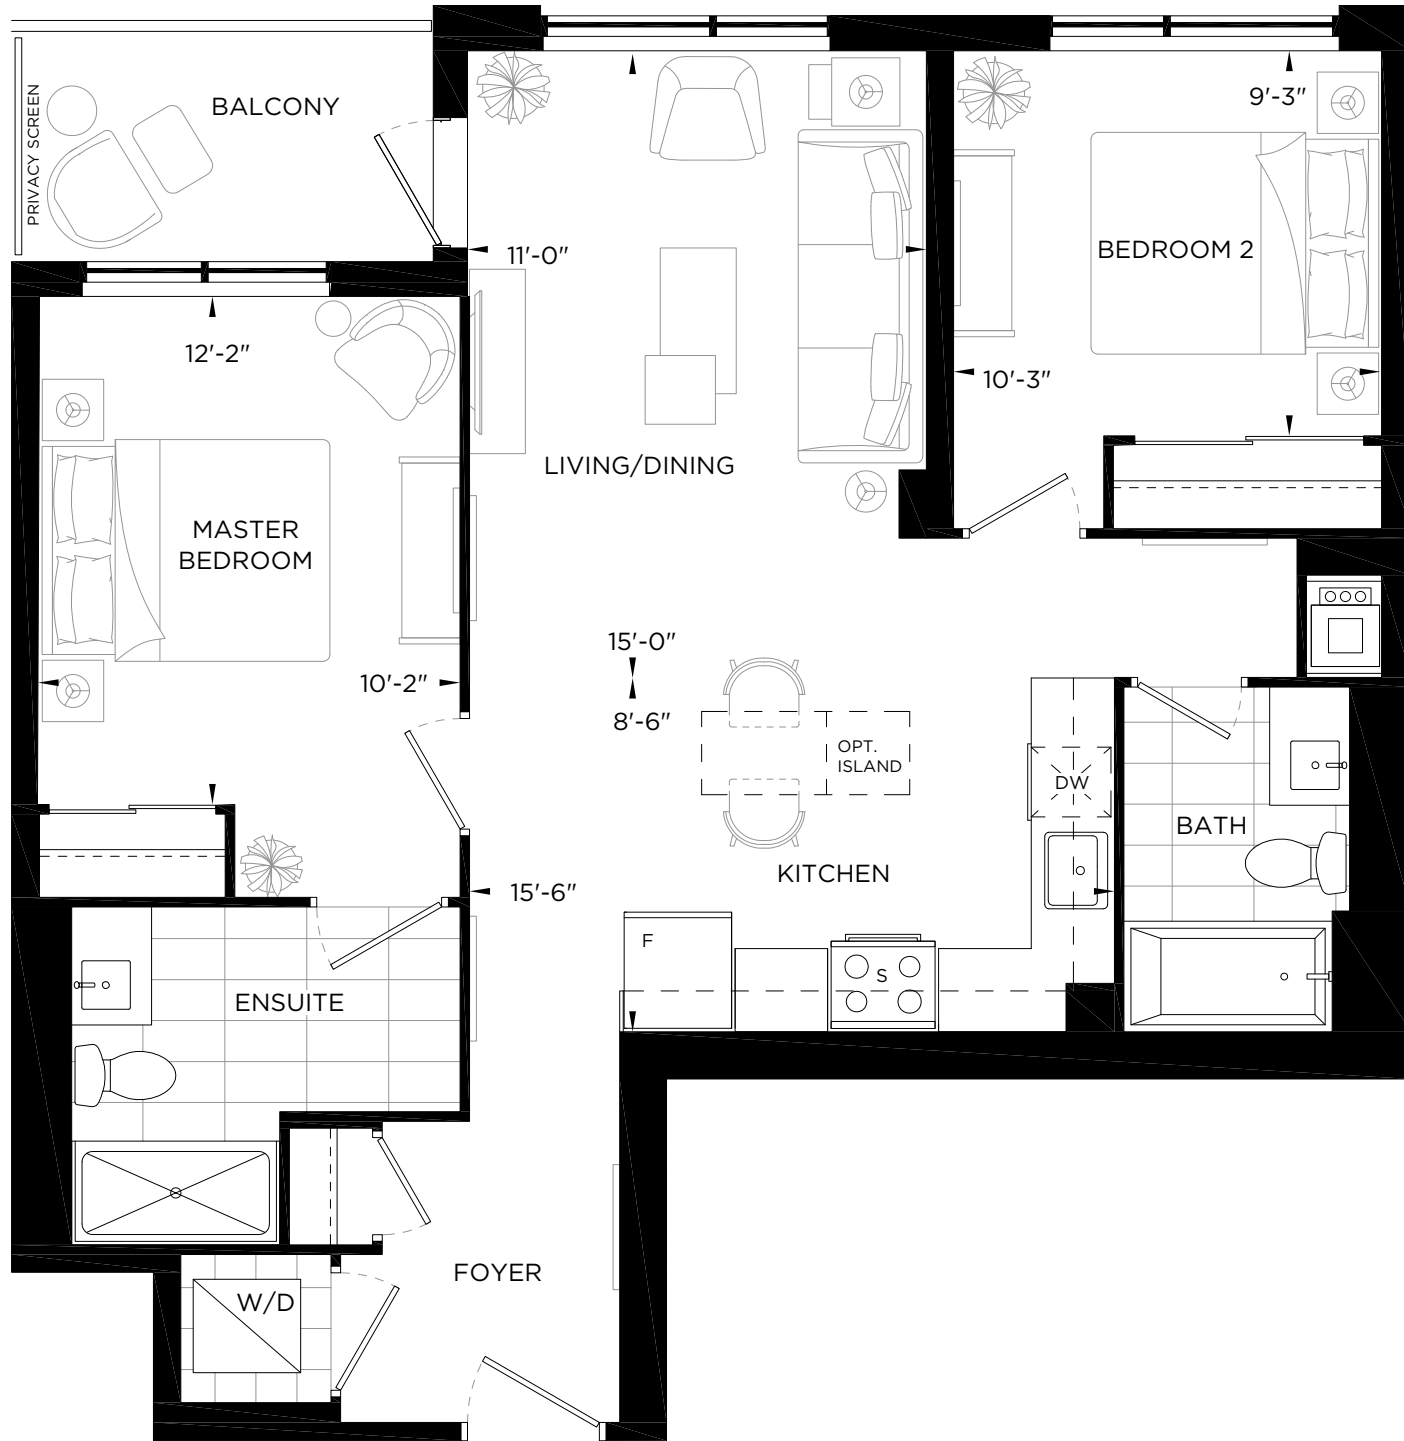 BALCONY
PRIVACY SCREEN
9'-3"
11'-0"
BEDROOM 2
12'-2"
10'-3"
LIVING/DINING
MASTER
BEDROOM
15'-0"
10'-2"
8'-6"
OPT.
ISLAND
DW
BATH
KITCHEN
15'-6"
F
S
ENSUITE
FOYER
W/D